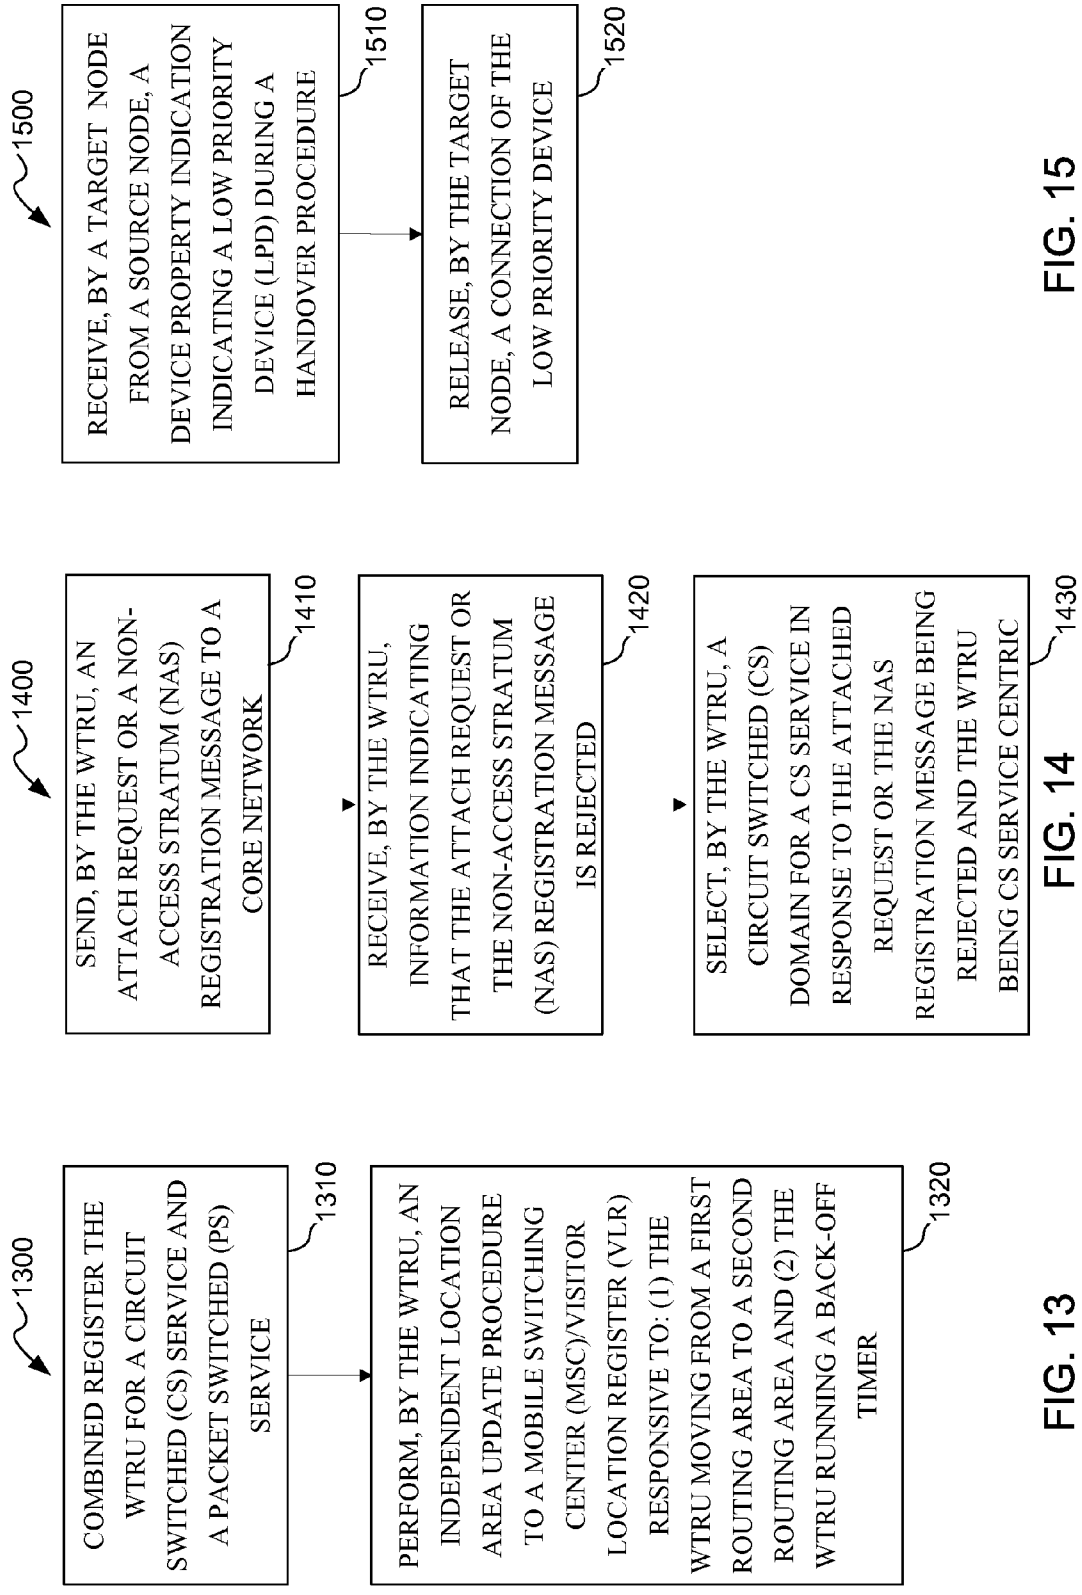 1300
COMBINED REGISTER THE
WTRU FOR A CIRCUIT
SWITCHED (CS) SERVICE AND
A PACKET SWITCHED (PS)
SERVICE
1310
PERFORM, BY THE WTRU, AN
INDEPENDENT LOCATION
AREA UPDATE PROCEDURE
TO A MOBILE SWITCHING
CENTER (MSC)/VISITOR
LOCATION REGISTER (VLR)
RESPONSIVE TO: (1) THE
WTRU MOVING FROM A FIRST
ROUTING AREA TO A SECOND
ROUTING AREA AND (2) THE
WTRU RUNNING A BACK-OFF
TIMER
1320
FIG. 13
1400
SEND, BY THE WTRU, AN
ATTACH REQUEST OR A NON-
ACCESS STRATUM (NAS)
REGISTRATION MESSAGE TO A
CORE NETWORK
1410
RECEIVE, BY THE WTRU,
INFORMATION INDICATING
THAT THE ATTACH REQUEST OR
THE NON-ACCESS STRATUM
(NAS) REGISTRATION MESSAGE
IS REJECTED
1420
SELECT, BY THE WTRU, A
CIRCUIT SWITCHED (CS)
DOMAIN FOR A CS SERVICE IN
RESPONSE TO THE ATTACHED
REQUEST OR THE NAS
REGISTRATION MESSAGE BEING
REJECTED AND THE WTRU
BEING CS SERVICE CENTRIC
1430
FIG. 14
1500
RECEIVE, BY A TARGET NODE
FROM A SOURCE NODE, A
DEVICE PROPERTY INDICATION
INDICATING A LOW PRIORITY
DEVICE (LPD) DURING A
HANDOVER PROCEDURE
1510
RELEASE, BY THE TARGET
NODE, A CONNECTION OF THE
LOW PRIORITY DEVICE
1520
FIG. 15